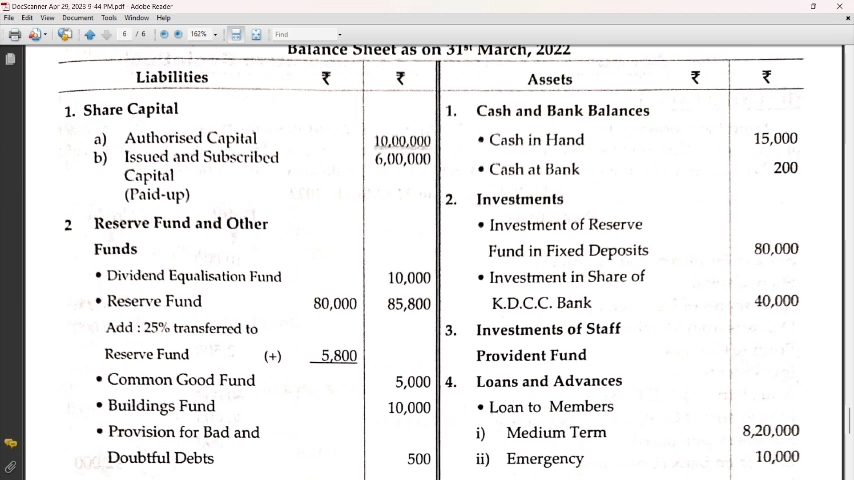 DocScanner Apr 29, 2023 9-44 PM.pdf - Adobe Reader
File Edit View Document Tools Window Help
6 / 6 162% Find
Balance Sheet as on 31st March, 2022
Liabilities ₹ ₹ Assets ₹ ₹
1. Share Capital
a) Authorised Capital 10,00,000
b) Issued and Subscribed 6,00,000
Capital
(Paid-up)
2 Reserve Fund and Other
Funds
• Dividend Equalisation Fund 10,000
• Reserve Fund 80,000 85,800
Add : 25% transferred to
Reserve Fund (+) 5,800
• Common Good Fund 5,000
• Buildings Fund 10,000
• Provision for Bad and
Doubtful Debts 500
1. Cash and Bank Balances
• Cash in Hand 15,000
• Cash at Bank 200
2. Investments
• Investment of Reserve
Fund in Fixed Deposits 80,000
• Investment in Share of
K.D.C.C. Bank 40,000
3. Investments of Staff
Provident Fund
4. Loans and Advances
• Loan to Members
i) Medium Term 8,20,000
ii) Emergency 10,000